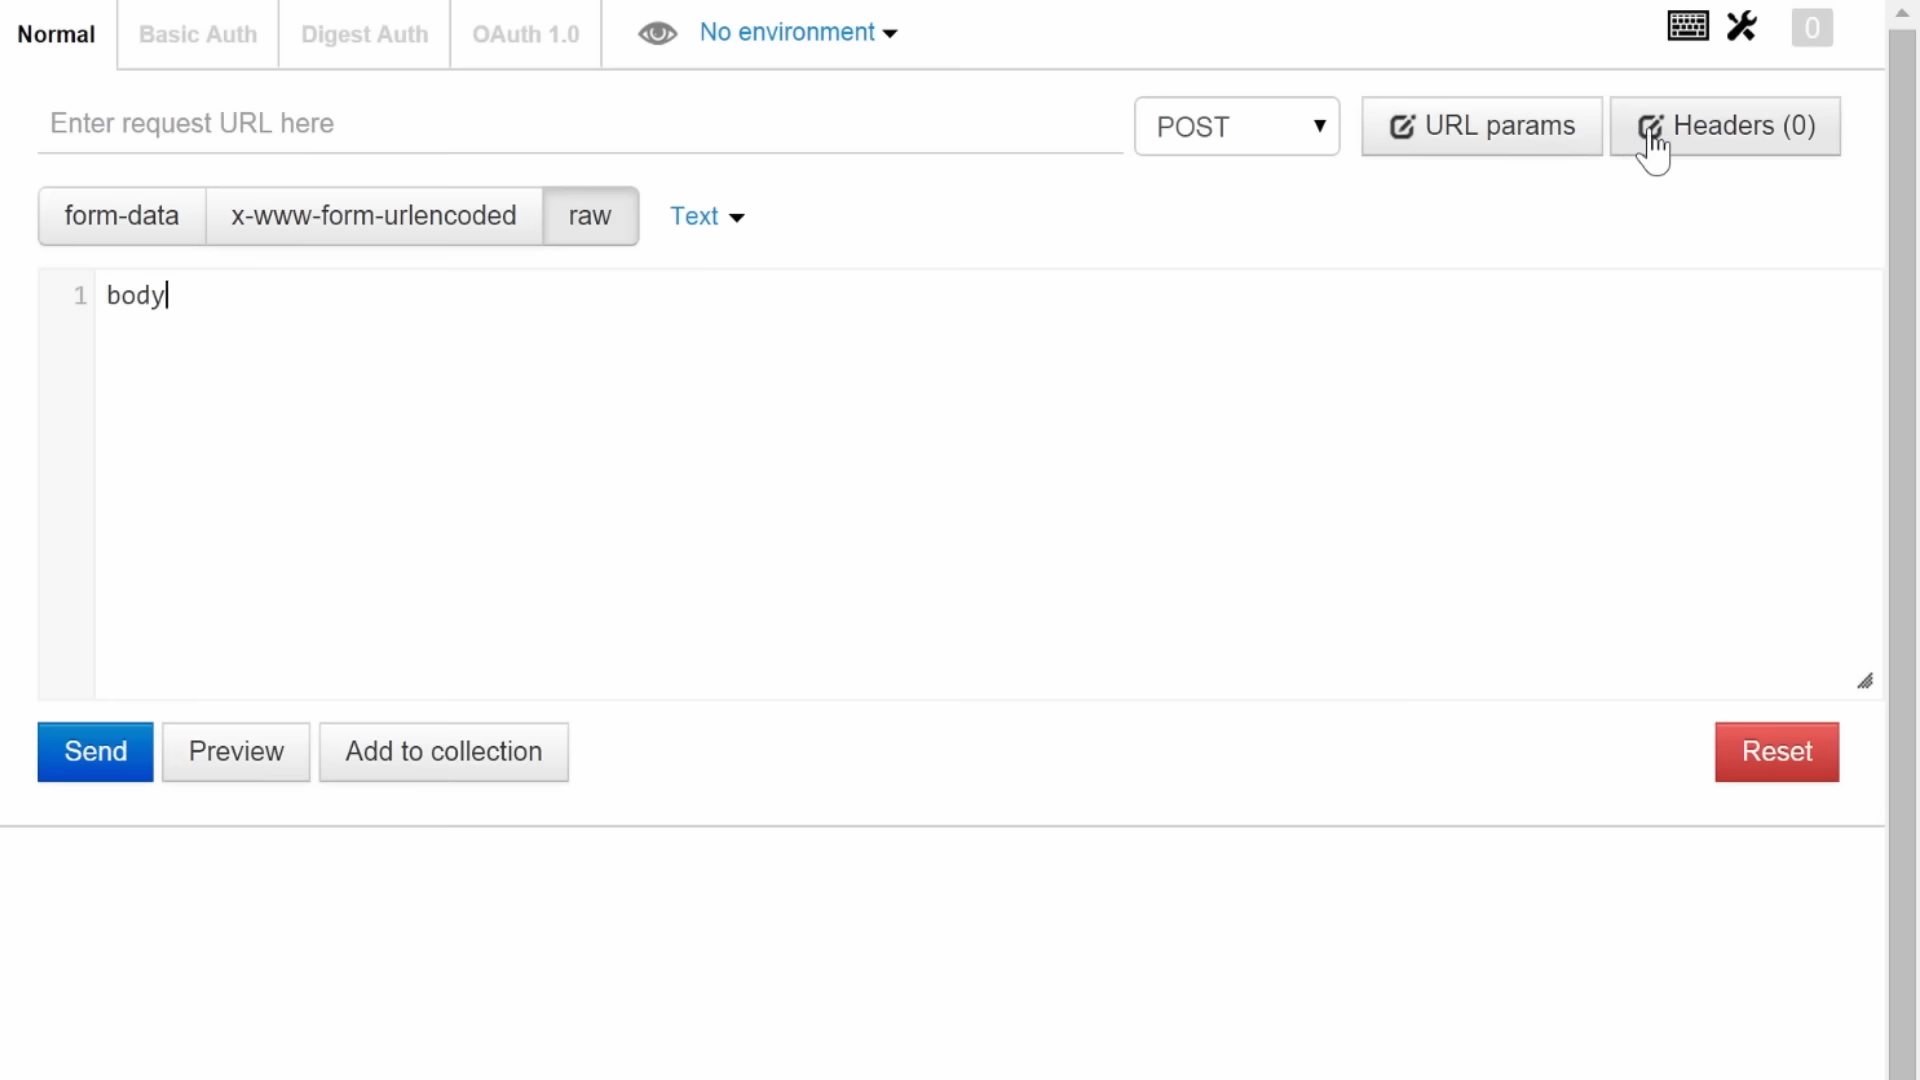 Normal Basic Auth Digest Auth OAuth 1.0 No environment 0
Enter request URL here POST URL params Headers (0)
form-data x-www-form-urlencoded raw Text
1 body
Send Preview Add to collection Reset